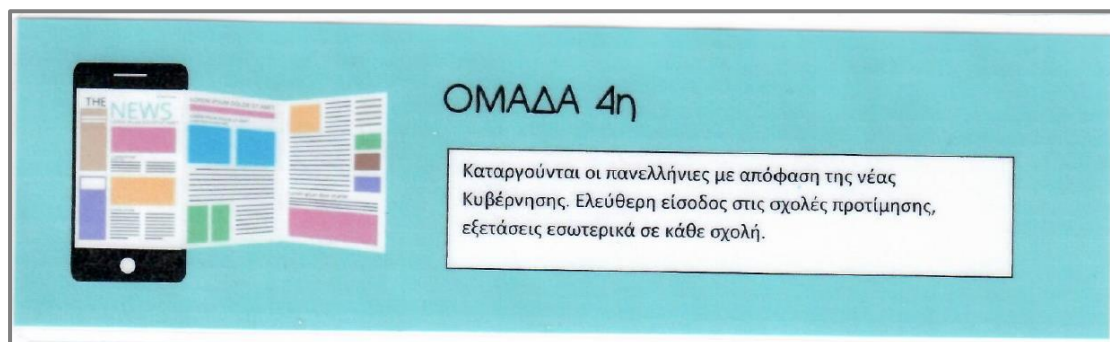 THE NEWS
ΟΜΑΔΑ 4η
Καταργούνται οι πανελλήνιες με απόφαση της νέας
Κυβέρνησης. Ελεύθερη είσοδος στις σχολές προτίμησης,
εξετάσεις εσωτερικά σε κάθε σχολή.